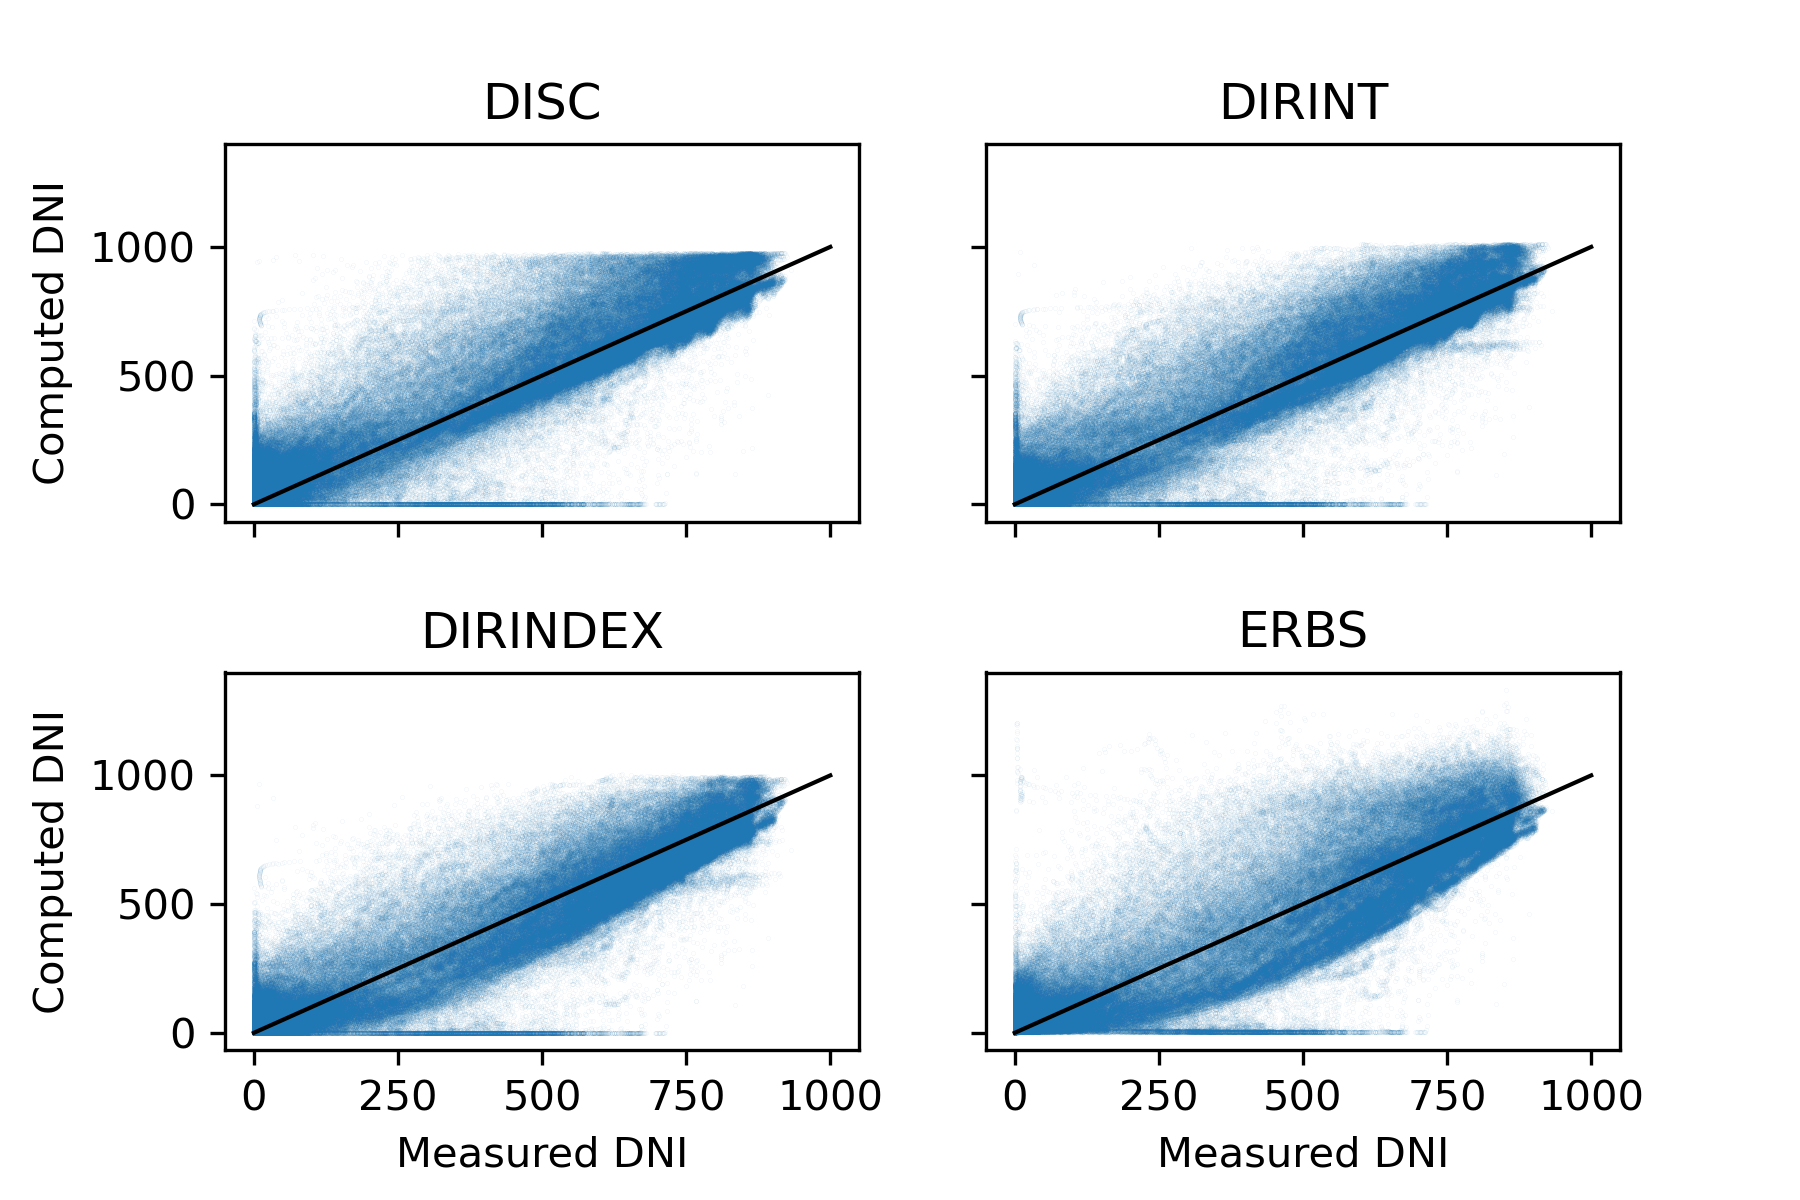 DISC
DIRINT
Computed DNI
1000
500
0
DIRINDEX
ERBS
Computed DNI
1000
500
0
0 250 500 750 1000
0 250 500 750 1000
Measured DNI
Measured DNI